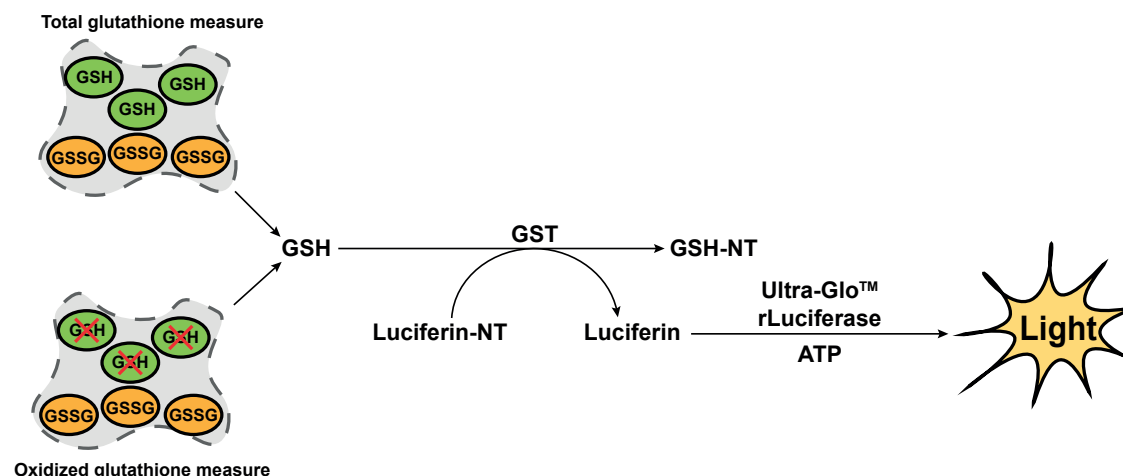 Total glutathione measure
GSH
GSH
GSH
GSSG
GSSG
GSSG
GSH
GST
GSH-NT
Luciferin-NT
Luciferin
Ultra-Glo™
rLuciferase
ATP
Light
GSH
GSH
GSH
GSSG
GSSG
GSSG
Oxidized glutathione measure